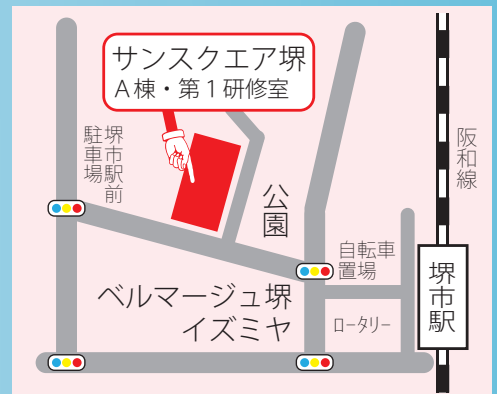 サンスクエア堺
A棟・第1研修室
堺市駅前
駐車場
公園
阪和線
自転車
置場
堺市駅
ベルマージュ堺
イズミヤ
ロータリー